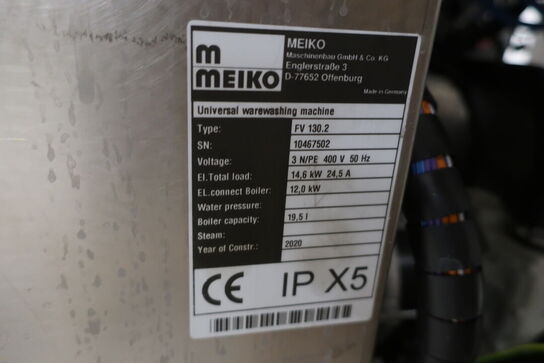 m
MEIKO
MEIKO
Maschinenbau GmbH & Co. KG
Englerstraße 3
D-77652 Offenburg
Made in Germany
Universal warewashing machine
Type: FV 130.2
SN: 10467502
Voltage: 3 N/PE 400 V 50 Hz
El.Total load: 14,6 kW 24,5 A
EL.connect Boiler: 12,0 kW
Water pressure:
Boiler capacity: 19,5 l
Steam:
Year of Constr.: 2020
CE IP X5